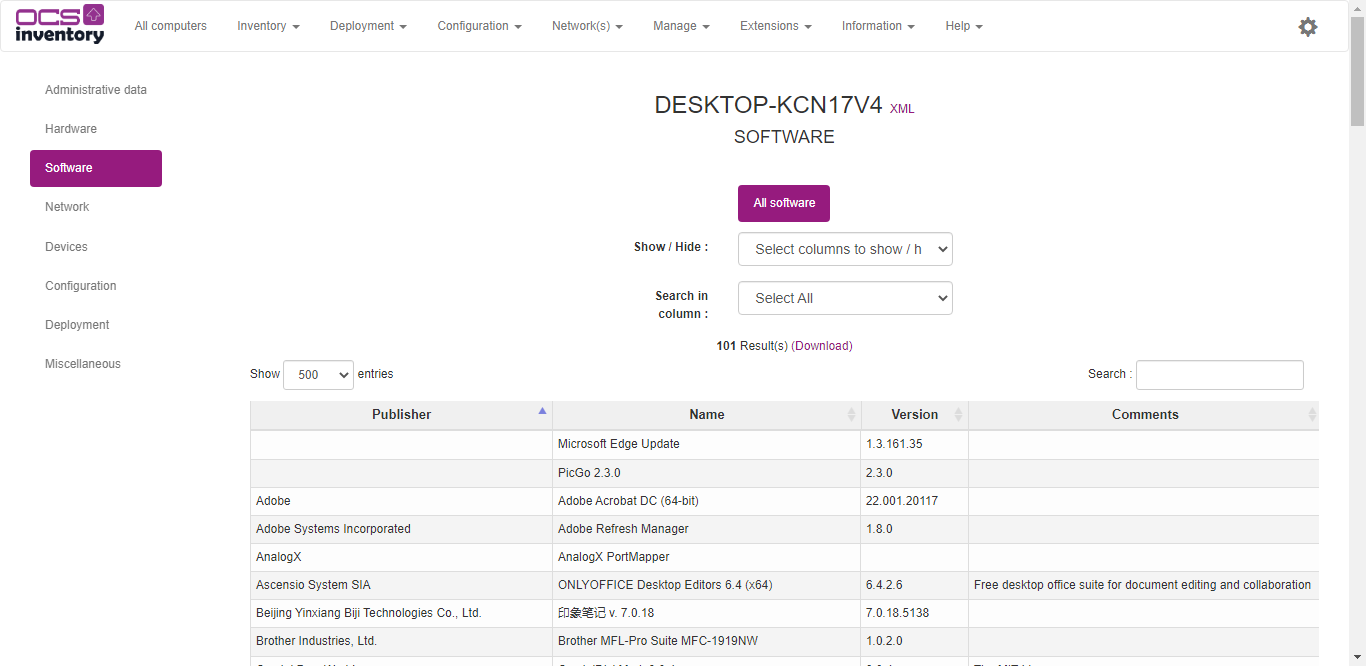 OCS inventory
All computers Inventory Deployment Configuration Network(s) Manage Extensions Information Help
Administrative data
Hardware
Software
Network
Devices
Configuration
Deployment
Miscellaneous
DESKTOP-KCN17V4 XML
SOFTWARE
All software
Show / Hide : Select columns to show / h
Search in column : Select All
101 Result(s) (Download)
Show 500 entries Search :
Publisher Name Version Comments
Microsoft Edge Update 1.3.161.35
PicGo 2.3.0 2.3.0
Adobe Adobe Acrobat DC (64-bit) 22.001.20117
Adobe Systems Incorporated Adobe Refresh Manager 1.8.0
AnalogX AnalogX PortMapper
Ascensio System SIA ONLYOFFICE Desktop Editors 6.4 (x64) 6.4.2.6 Free desktop office suite for document editing and collaboration
Beijing Yinxiang Biji Technologies Co., Ltd. 印象笔记 v. 7.0.18 7.0.18.5138
Brother Industries, Ltd. Brother MFL-Pro Suite MFC-1919NW 1.0.2.0